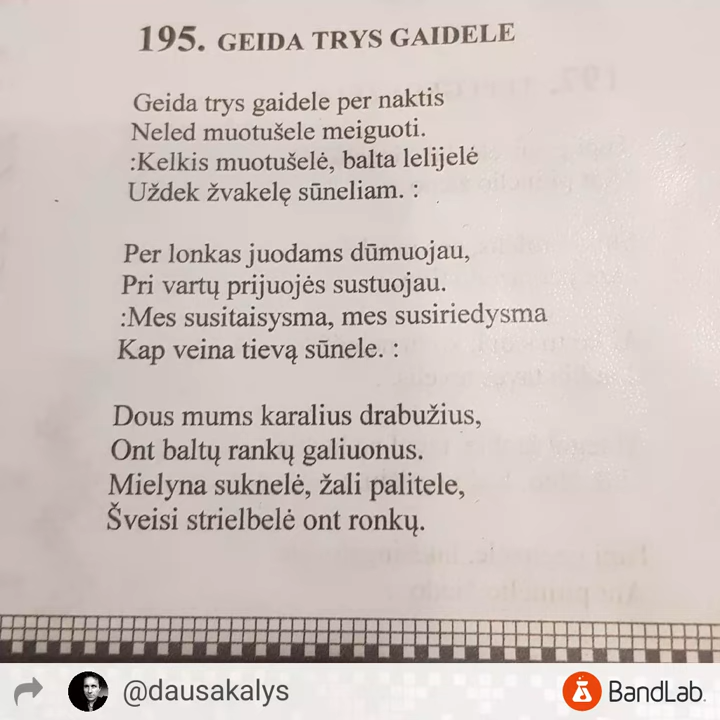 195. GEIDA TRYS GAIDELE
Geida trys gaidele per naktis
Neled muotušele meiguoti.
:Kelkis muotušelė, balta lelijelė
Uždek žvakelę sūneliam. :
Per lonkas juodams dūmuojau,
Pri vartų prijuojės sustuojau.
:Mes susitaisysma, mes susiriedysma
Kap veina tievą sūnele. :
Dous mums karalius drabužius,
Ont baltų rankų galiuonus.
Mielyna suknelė, žali palitele,
Šveisi strielbelė ont ronkų.
@dausakalys
BandLab.